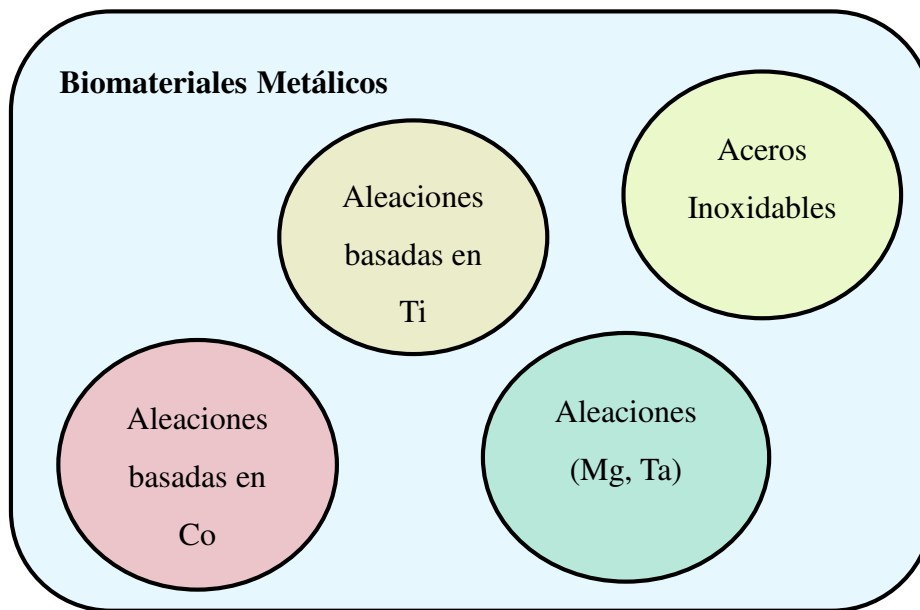 Biomateriales Metálicos
Aceros
Inoxidables
Aleaciones
basadas en
Ti
Aleaciones
basadas en
Co
Aleaciones
(Mg, Ta)